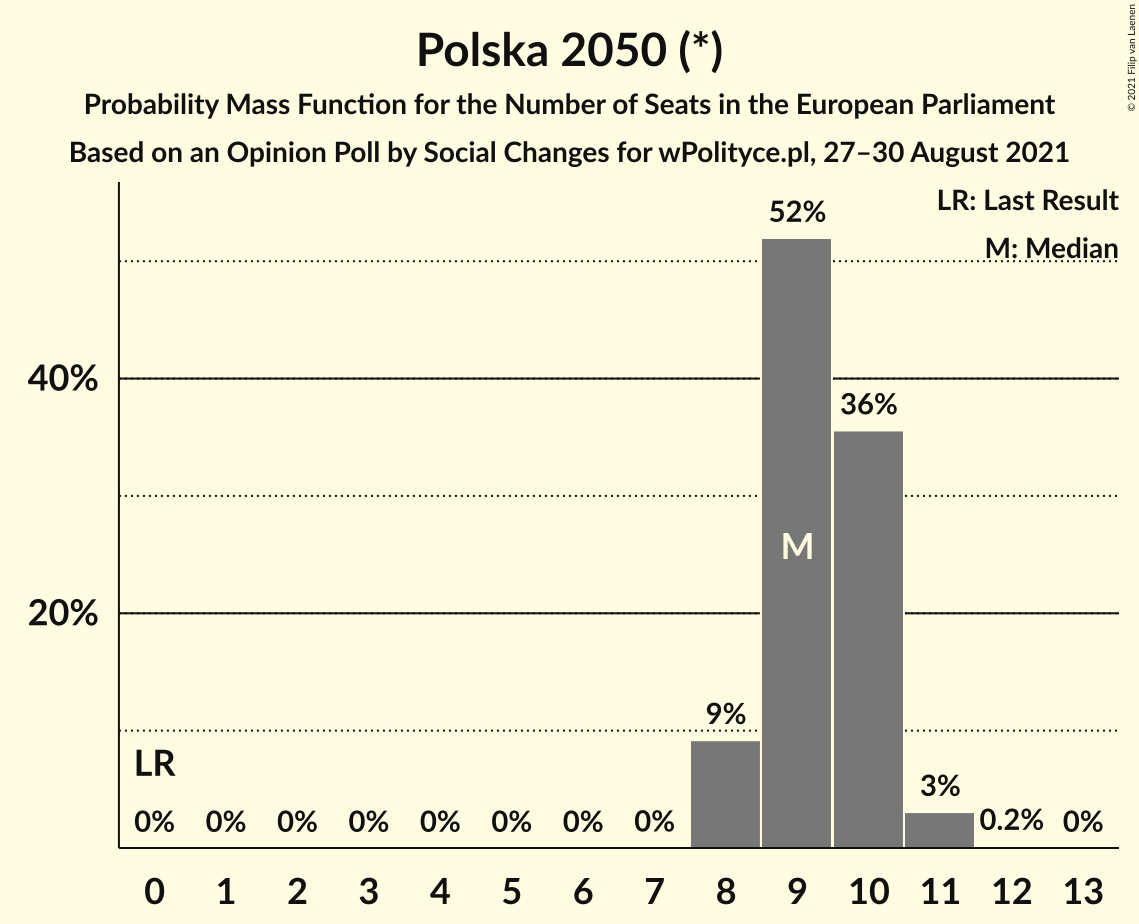 Polska 2050 (*)
Probability Mass Function for the Number of Seats in the European Parliament
Based on an Opinion Poll by Social Changes for wPolityce.pl, 27–30 August 2021
© 2021 Filip van Laenen
LR: Last Result
M: Median
52%
40%
36%
M
20%
9%
LR
3%
0% 0% 0% 0% 0% 0% 0% 0% 0.2% 0%
0 1 2 3 4 5 6 7 8 9 10 11 12 13